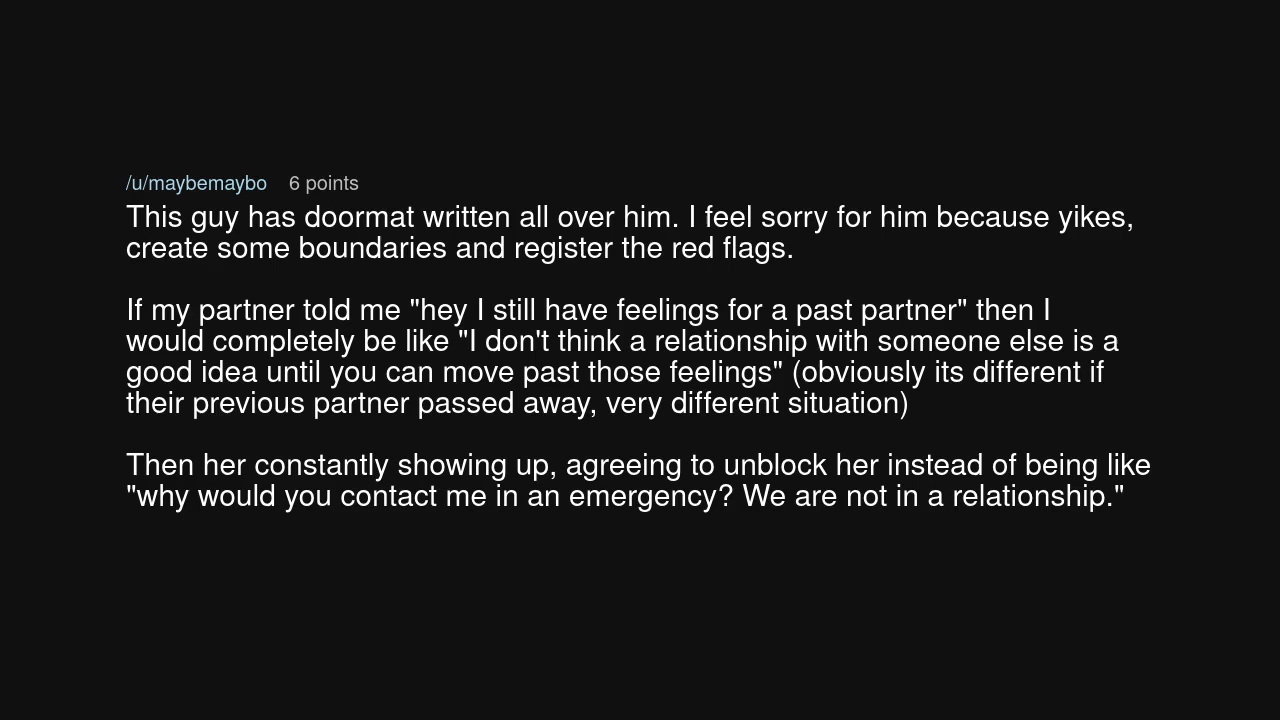 /u/maybemaybo 6 points
This guy has doormat written all over him. I feel sorry for him because yikes,
create some boundaries and register the red flags.
If my partner told me "hey I still have feelings for a past partner" then I
would completely be like "I don't think a relationship with someone else is a
good idea until you can move past those feelings" (obviously its different if
their previous partner passed away, very different situation)
Then her constantly showing up, agreeing to unblock her instead of being like
"why would you contact me in an emergency? We are not in a relationship."